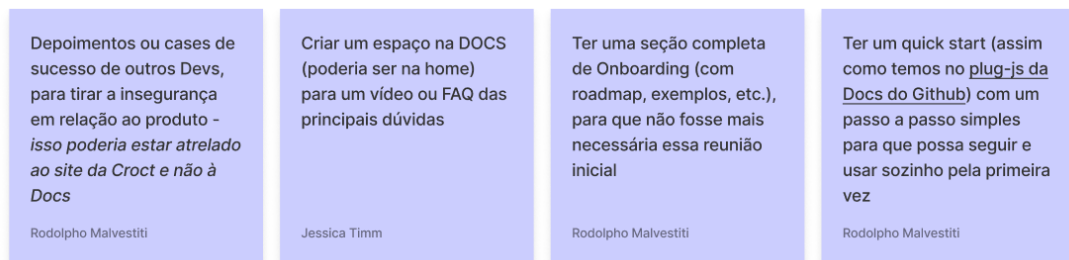 Depoimentos ou cases de
sucesso de outros Devs,
para tirar a insegurança
em relação ao produto -
isso poderia estar atrelado
ao site da Croct e não à
Docs
Rodolpho Malvestiti
Criar um espaço na DOCS
(poderia ser na home)
para um vídeo ou FAQ das
principais dúvidas
Jessica Timm
Ter uma seção completa
de Onboarding (com
roadmap, exemplos, etc.),
para que não fosse mais
necessária essa reunião
inicial
Rodolpho Malvestiti
Ter um quick start (assim
como temos no plug-js da
Docs do Github) com um
passo a passo simples
para que possa seguir e
usar sozinho pela primeira
vez
Rodolpho Malvestiti